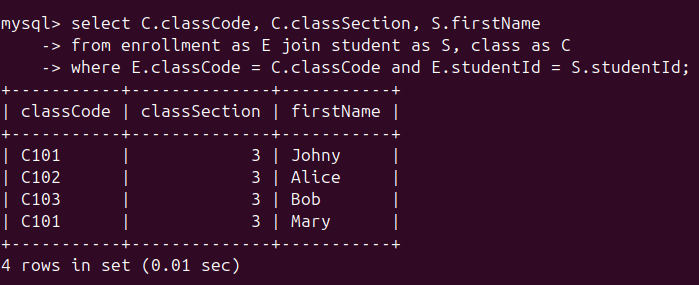 mysql> select C.classCode, C.classSection, S.firstName
    -> from enrollment as E join student as S, class as C
    -> where E.classCode = C.classCode and E.studentId = S.studentId;
+-----------+--------------+-----------+
| classCode | classSection | firstName |
+-----------+--------------+-----------+
| C101      |            3 | Johny     |
| C102      |            3 | Alice     |
| C103      |            3 | Bob       |
| C101      |            3 | Mary      |
+-----------+--------------+-----------+
4 rows in set (0.01 sec)